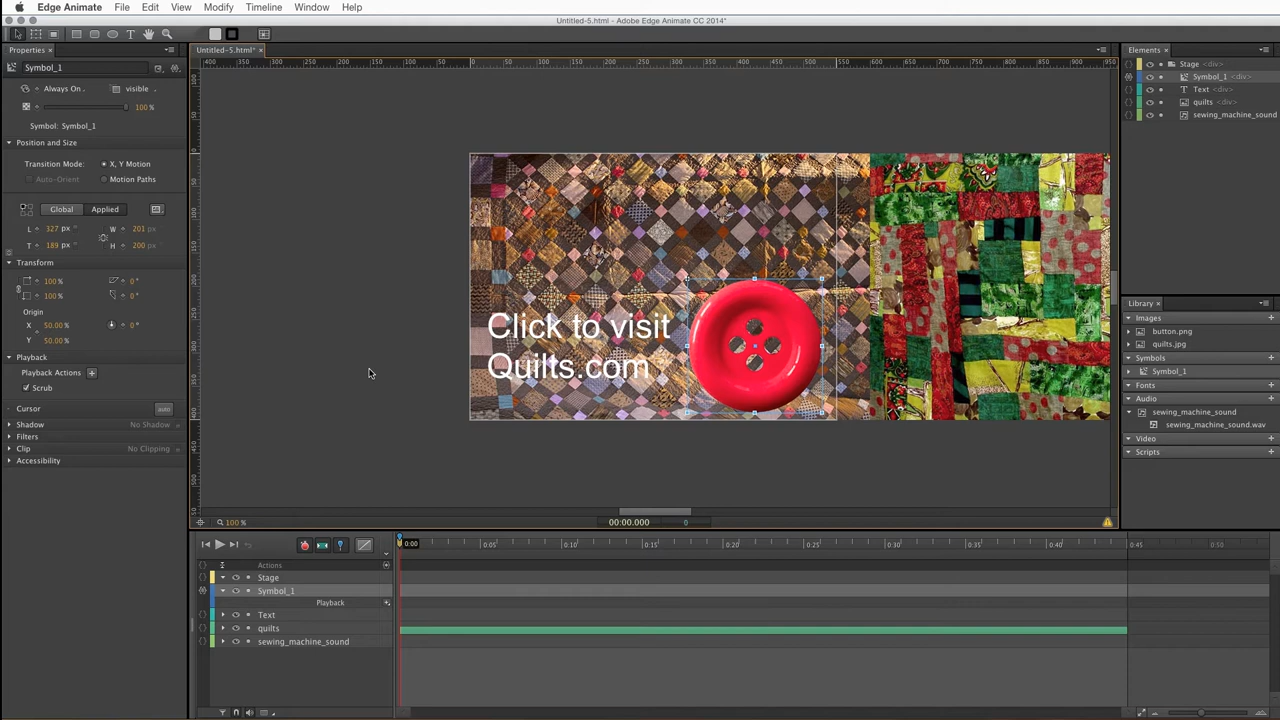 Edge Animate File Edit View Modify Timeline Window Help
Untitled-5.html - Adobe Edge Animate CC 2014*
Properties ×
Untitled-5.html* ×
Elements ×
Symbol_1
Always On
visible
100 %
Symbol: Symbol_1
Position and Size
Transition Mode: X, Y Motion
Auto-Orient Motion Paths
Global Applied
L 327 px W 201
T 189 px H 200 px
Transform
100 % 0 °
100 % 0 °
Origin
X 50.00 % 0 °
Y 50.00 %
Playback
Playback Actions +
Scrub
Cursor auto
Shadow No Shadow
Filters
Clip No Clipping
Accessibility
Click to visit
Quilts.com
Stage <div>
Symbol_1 <div>
Text <div>
quilts <div>
sewing_machine_sound
Library ×
Images +
button.png
quilts.jpg
Symbols +
Symbol_1
Fonts +
Audio +
sewing_machine_sound
sewing_machine_sound.wav
Video +
Scripts +
100 %
00:00.000 0
0:00 0:05 0:10 0:15 0:20 0:25 0:30 0:35 0:40 0:45 0:50
Actions
Stage
Symbol_1
Playback
Text
quilts
sewing_machine_sound